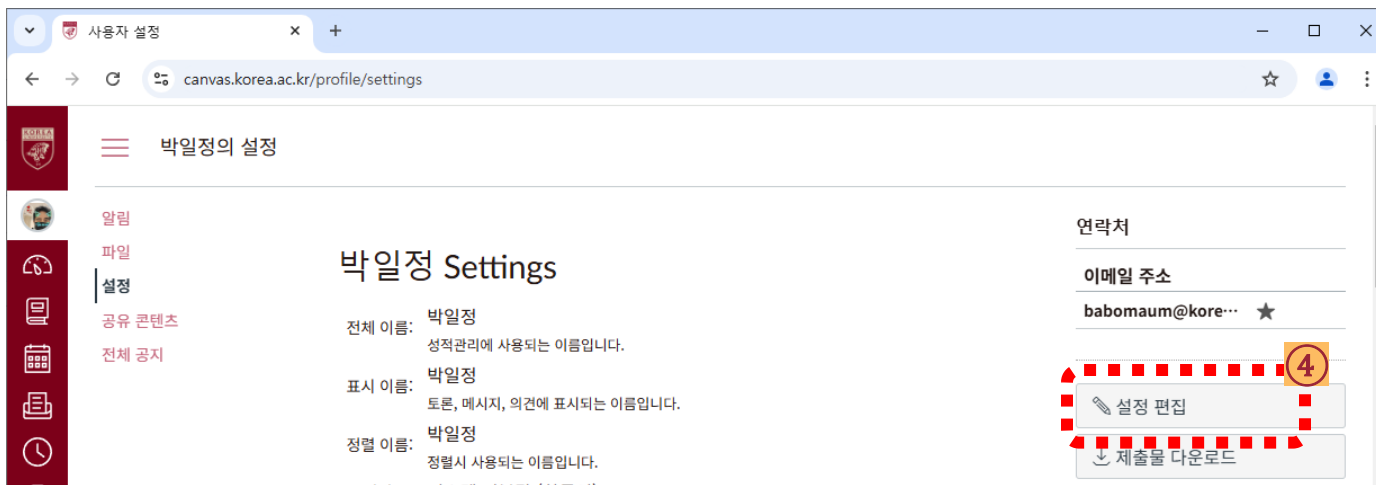 사용자 설정
canvas.korea.ac.kr/profile/settings
KOREA
박일정의 설정
알림
파일
설정
공유 콘텐츠
전체 공지
박일정 Settings
전체 이름: 박일정
성적관리에 사용되는 이름입니다.
표시 이름: 박일정
토론, 메시지, 의견에 표시되는 이름입니다.
정렬 이름: 박일정
정렬시 사용되는 이름입니다.
연락처
이메일 주소
babomaum@kore…
④
설정 편집
제출물 다운로드